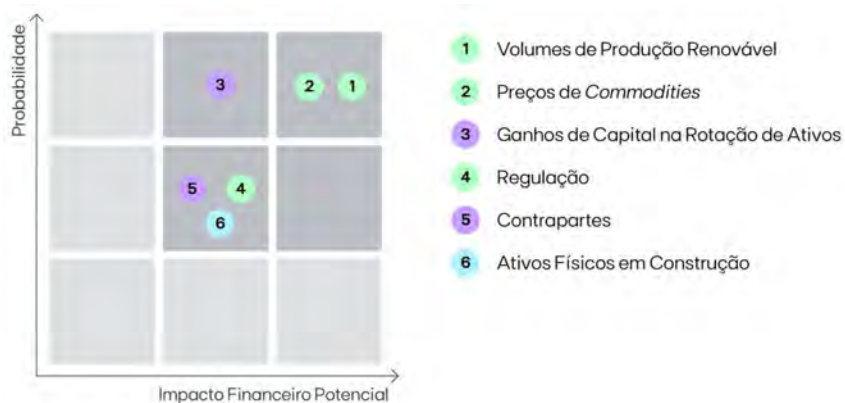 Probabilidade
3
2
1
5
4
6
Impacto Financeiro Potencial
1 Volumes de Produção Renovável
2 Preços de Commodities
3 Ganhos de Capital na Rotação de Ativos
4 Regulação
5 Contrapartes
6 Ativos Físicos em Construção